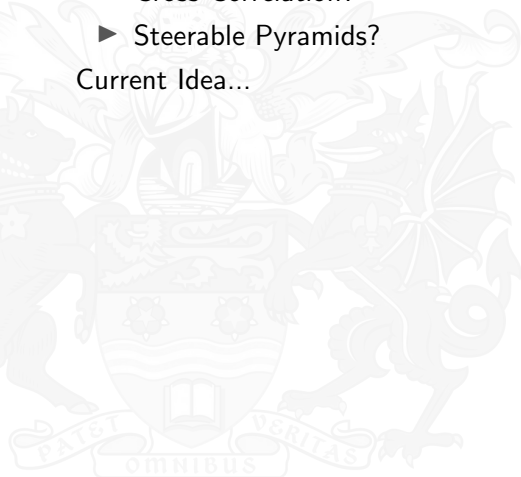 ▶ Steerable Pyramids?
Current Idea...
PATET
VERITAS
OMNIBUS